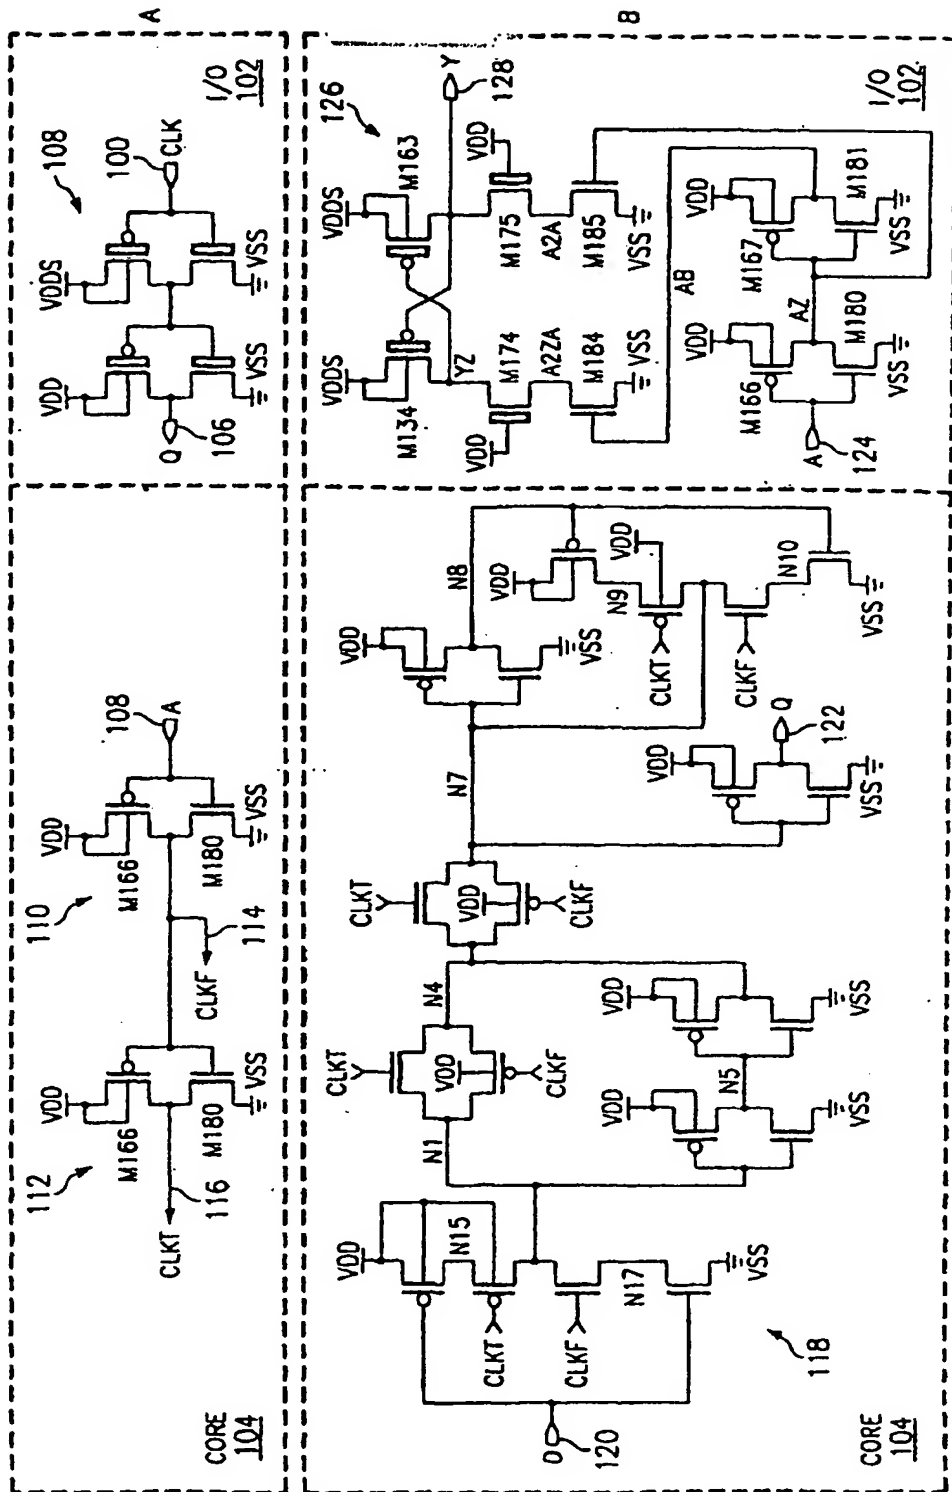 CORE
104
CLKT
116
112
VDD
M166
M180
VSS
CLKF
114
110
VDD
M166
M180
VSS
A
108
Q
106
VDD
VSS
108
VDDS
VSS
100
CLK
I/O
102
A
CORE
104
D
120
118
VDD
N15
CLKT
CLKF
N17
VSS
N1
CLKT
VDD
CLKF
N4
VDD
VSS
N5
VDD
VSS
CLKT
VDD
CLKF
N7
VDD
Q
122
VSS
VDD
VSS
N8
VDD
N9
VDD
CLKT
CLKF
N10
VSS
126
VDDS
M134
VDDS
M163
YZ
Y
128
VDD
M174
VDD
M175
A2ZA
A2A
M184
VSS
M185
VSS
AB
A
124
VDD
M166
AZ
M180
VSS
VDD
M167
M181
VSS
I/O
102
B